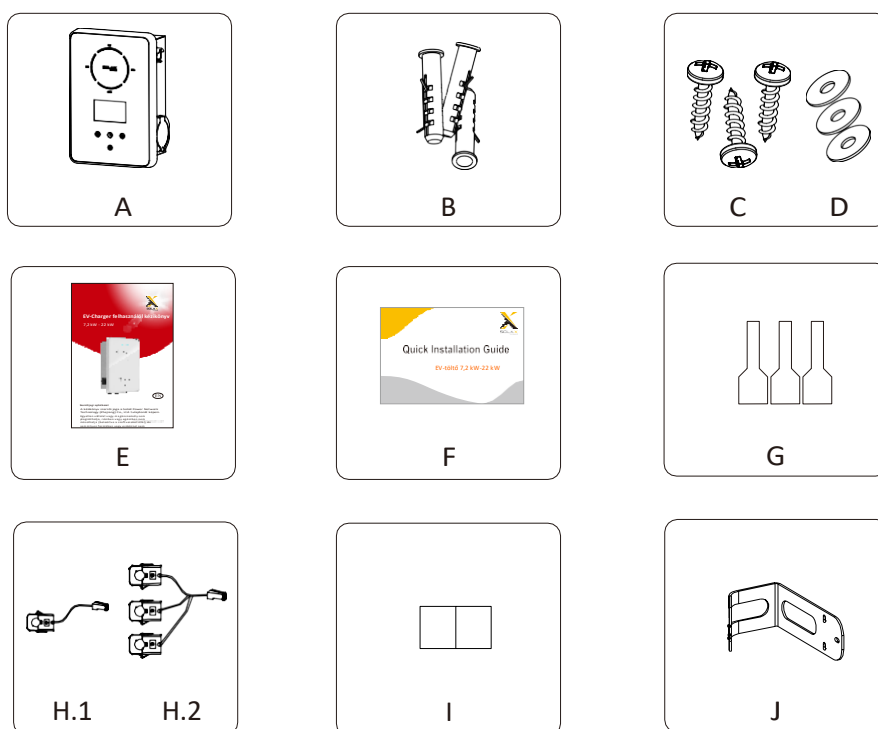 A
B
C D
EV-Charger felhasználói kézikönyv
7,2 kW - 22 kW
E
Quick Installation Guide
EV-töltő 7,2 kW-22 kW
F
G
H.1 H.2
I
J